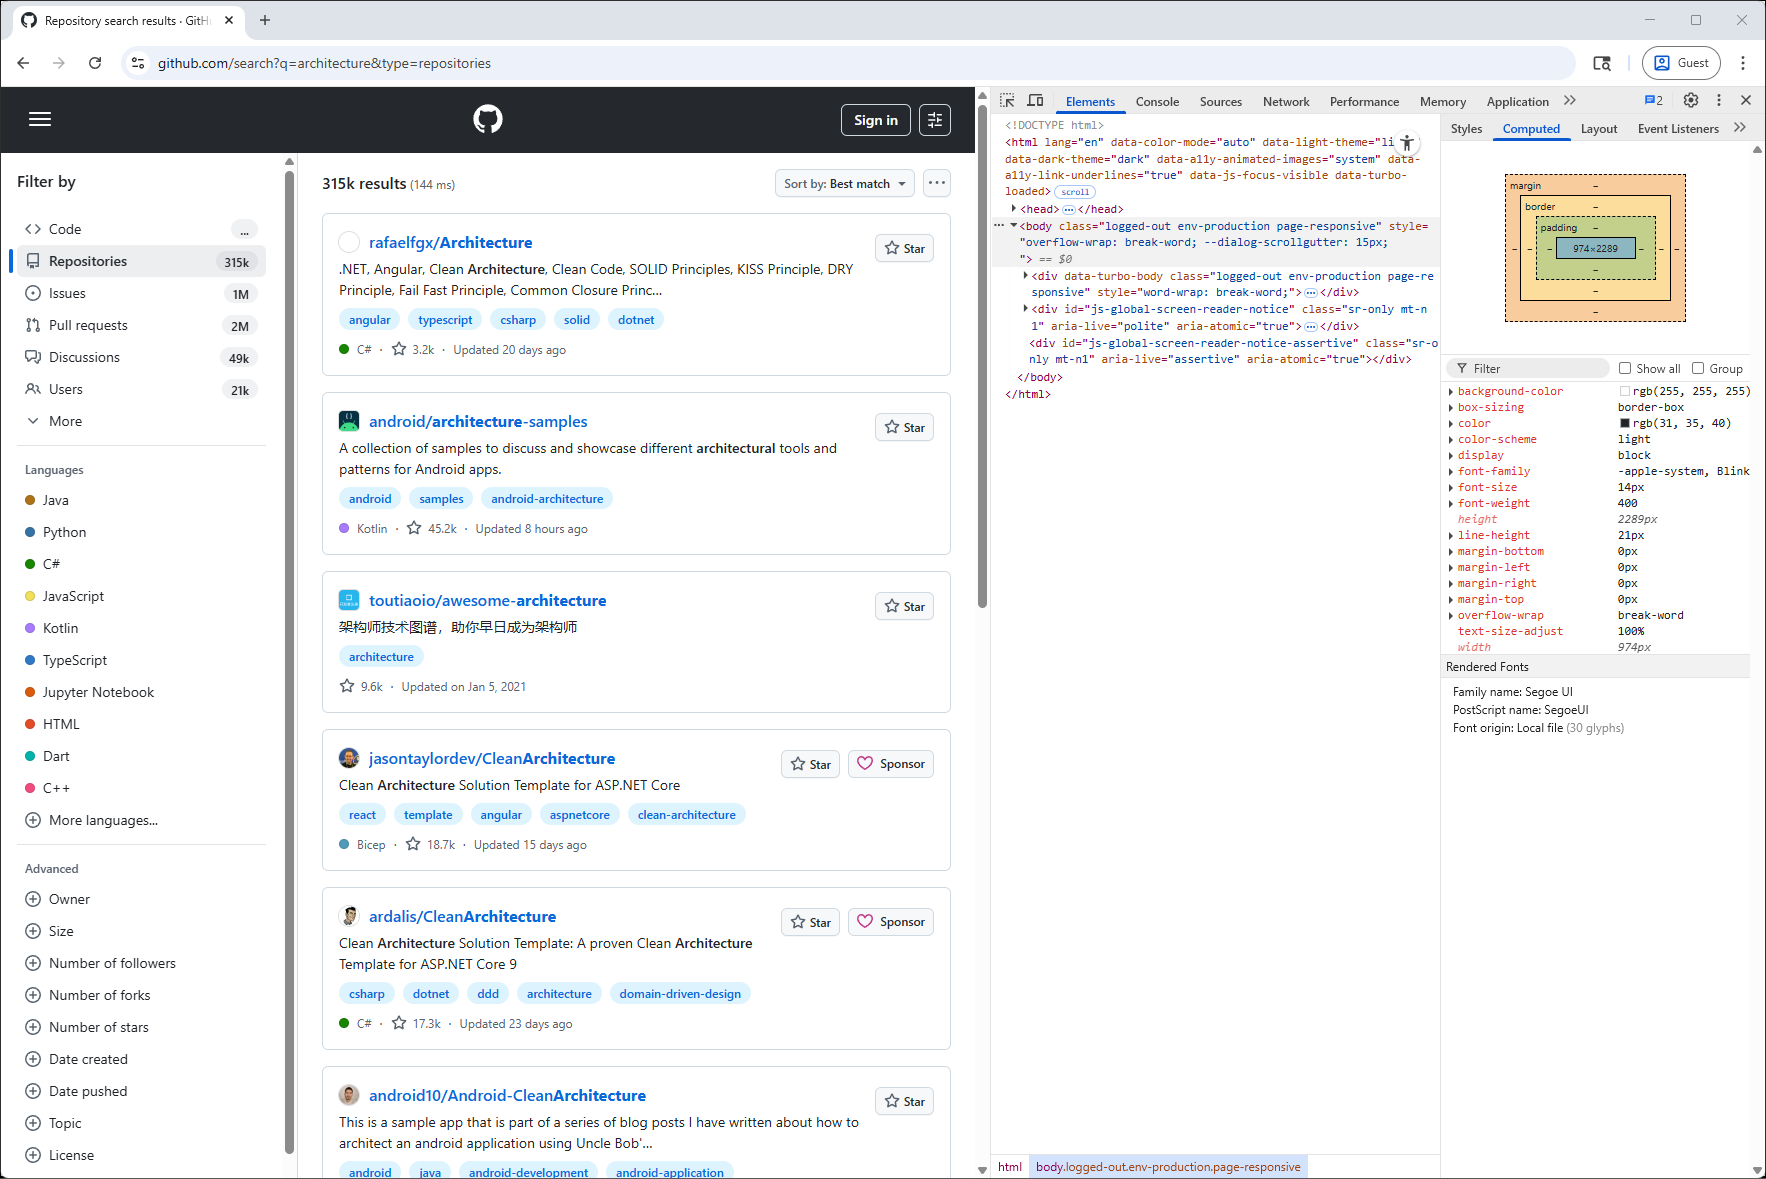 Repository search results · GitH
github.com/search?q=architecture&type=repositories
Guest
Sign in
Filter by
Code
...
Repositories
315k
Issues
1M
Pull requests
2M
Discussions
49k
Users
21k
More
Languages
Java
Python
C#
JavaScript
Kotlin
TypeScript
Jupyter Notebook
HTML
Dart
C++
More languages...
Advanced
Owner
Size
Number of followers
Number of forks
Number of stars
Date created
Date pushed
Topic
License
315k results (144 ms)
Sort by: Best match
rafaelfgx/Architecture
Star
.NET, Angular, Clean Architecture, Clean Code, SOLID Principles, KISS Principle, DRY
Principle, Fail Fast Principle, Common Closure Princ...
angular typescript csharp solid dotnet
C# · 3.2k · Updated 20 days ago
android/architecture-samples
Star
A collection of samples to discuss and showcase different architectural tools and
patterns for Android apps.
android samples android-architecture
Kotlin · 45.2k · Updated 8 hours ago
toutiaoio/awesome-architecture
Star
架构师技术图谱，助你早日成为架构师
architecture
9.6k · Updated on Jan 5, 2021
jasontaylordev/CleanArchitecture
Star Sponsor
Clean Architecture Solution Template for ASP.NET Core
react template angular aspnetcore clean-architecture
Bicep · 18.7k · Updated 15 days ago
ardalis/CleanArchitecture
Star Sponsor
Clean Architecture Solution Template: A proven Clean Architecture
Template for ASP.NET Core 9
csharp dotnet ddd architecture domain-driven-design
C# · 17.3k · Updated 23 days ago
android10/Android-CleanArchitecture
Star
This is a sample app that is part of a series of blog posts I have written about how to
architect an android application using Uncle Bob'...
android java android-development android-application
Elements Console Sources Network Performance Memory Application 2
<!DOCTYPE html>
<html lang="en" data-color-mode="auto" data-light-theme="li
data-dark-theme="dark" data-a11y-animated-images="system" data-
a11y-link-underlines="true" data-js-focus-visible data-turbo-
loaded> scroll
<head> ... </head>
<body class="logged-out env-production page-responsive" style=
"overflow-wrap: break-word; --dialog-scrollgutter: 15px;
"> == $0
<div data-turbo-body class="logged-out env-production page-re
sponsive" style="word-wrap: break-word;"> ... </div>
<div id="js-global-screen-reader-notice" class="sr-only mt-n
1" aria-live="polite" aria-atomic="true"> ... </div>
<div id="js-global-screen-reader-notice-assertive" class="sr-o
nly mt-n1" aria-live="assertive" aria-atomic="true"></div>
</body>
</html>
html body.logged-out.env-production.page-responsive
Styles Computed Layout Event Listeners
margin –
border –
padding –
– – – 974×2289 – – –
–
–
–
Filter Show all Group
background-color rgb(255, 255, 255)
box-sizing border-box
color rgb(31, 35, 40)
color-scheme light
display block
font-family -apple-system, Blink
font-size 14px
font-weight 400
height 2289px
line-height 21px
margin-bottom 0px
margin-left 0px
margin-right 0px
margin-top 0px
overflow-wrap break-word
text-size-adjust 100%
width 974px
Rendered Fonts
Family name: Segoe UI
PostScript name: SegoeUI
Font origin: Local file (30 glyphs)